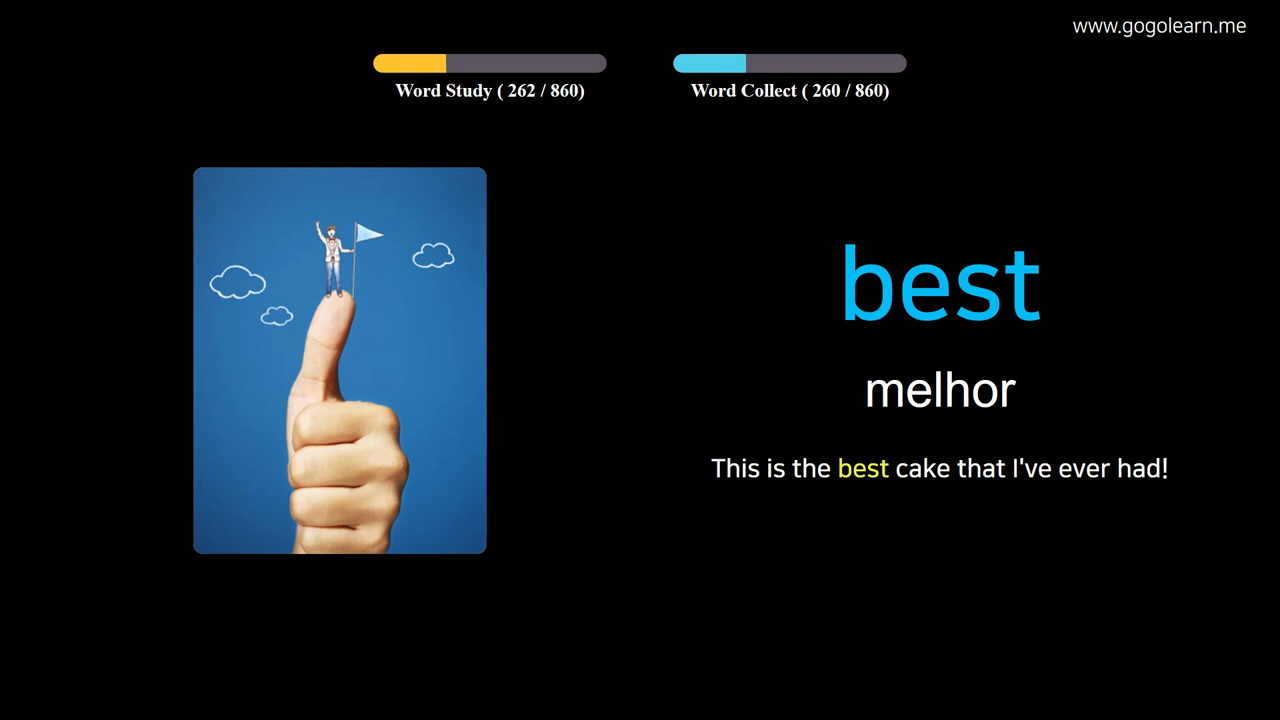 www.gogolearn.me
Word Study ( 262 / 860)
Word Collect ( 260 / 860)
best
melhor
This is the best cake that I've ever had!